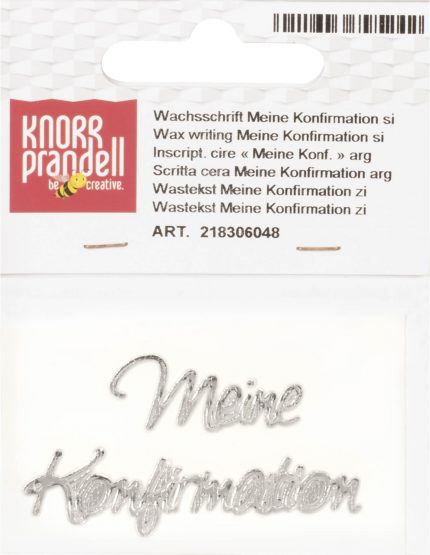 KNORR
prandell
be creative.
Wachsschrift Meine Konfirmation si
Wax writing Meine Konfirmation si
Inscript. cire « Meine Konf. » arg
Scritta cera Meine Konfirmation arg
Wastekst Meine Konfirmation zi
Wastekst Meine Konfirmation zi
ART. 218306048
Meine
Konfirmation